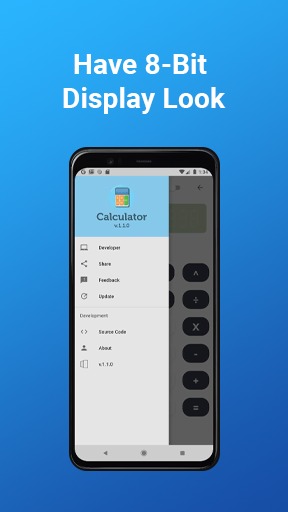 Have 8-Bit
Display Look
1:34
Calculator
v.1.1.0
Developer
Share
Feedback
Update
Development
Source Code
About
v.1.1.0
^
÷
X
-
+
=